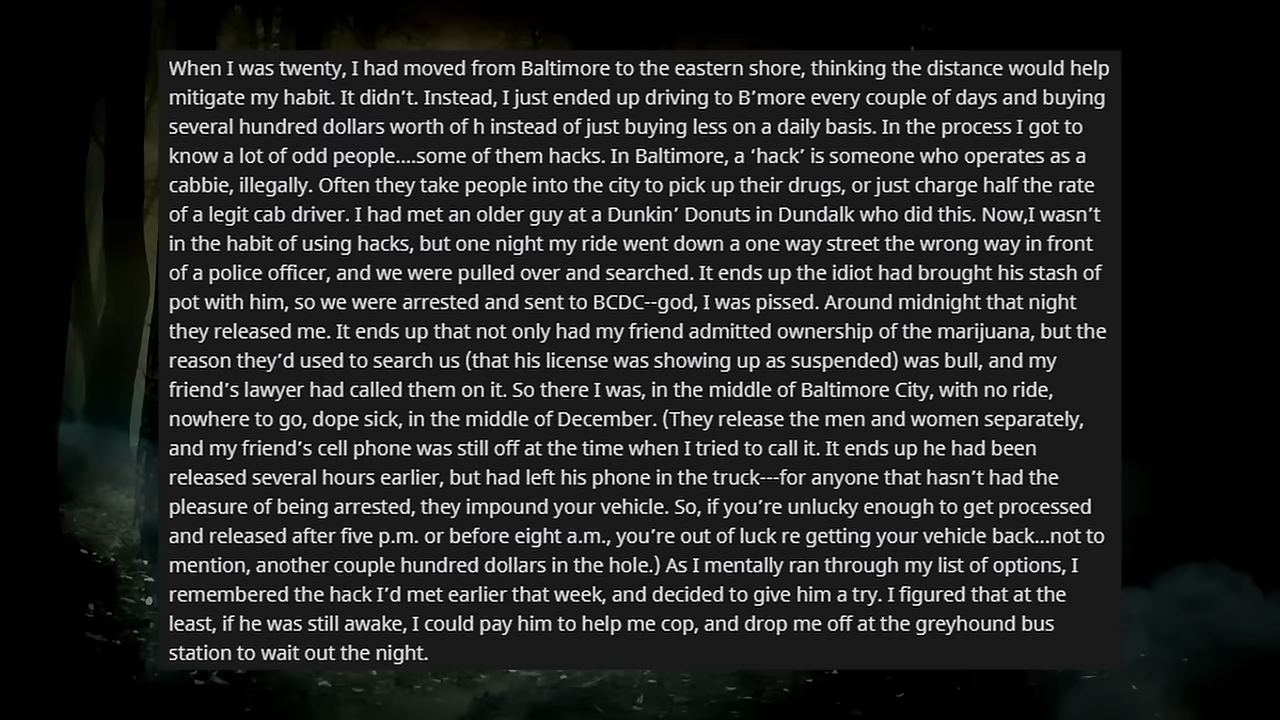 When I was twenty, I had moved from Baltimore to the eastern shore, thinking the distance would help
mitigate my habit. It didn’t. Instead, I just ended up driving to B’more every couple of days and buying
several hundred dollars worth of h instead of just buying less on a daily basis. In the process I got to
know a lot of odd people....some of them hacks. In Baltimore, a ‘hack’ is someone who operates as a
cabbie, illegally. Often they take people into the city to pick up their drugs, or just charge half the rate
of a legit cab driver. I had met an older guy at a Dunkin’ Donuts in Dundalk who did this. Now,I wasn’t
in the habit of using hacks, but one night my ride went down a one way street the wrong way in front
of a police officer, and we were pulled over and searched. It ends up the idiot had brought his stash of
pot with him, so we were arrested and sent to BCDC--god, I was pissed. Around midnight that night
they released me. It ends up that not only had my friend admitted ownership of the marijuana, but the
reason they’d used to search us (that his license was showing up as suspended) was bull, and my
friend’s lawyer had called them on it. So there I was, in the middle of Baltimore City, with no ride,
nowhere to go, dope sick, in the middle of December. (They release the men and women separately,
and my friend’s cell phone was still off at the time when I tried to call it. It ends up he had been
released several hours earlier, but had left his phone in the truck---for anyone that hasn’t had the
pleasure of being arrested, they impound your vehicle. So, if you’re unlucky enough to get processed
and released after five p.m. or before eight a.m., you’re out of luck re getting your vehicle back...not to
mention, another couple hundred dollars in the hole.) As I mentally ran through my list of options, I
remembered the hack I’d met earlier that week, and decided to give him a try. I figured that at the
least, if he was still awake, I could pay him to help me cop, and drop me off at the greyhound bus
station to wait out the night.